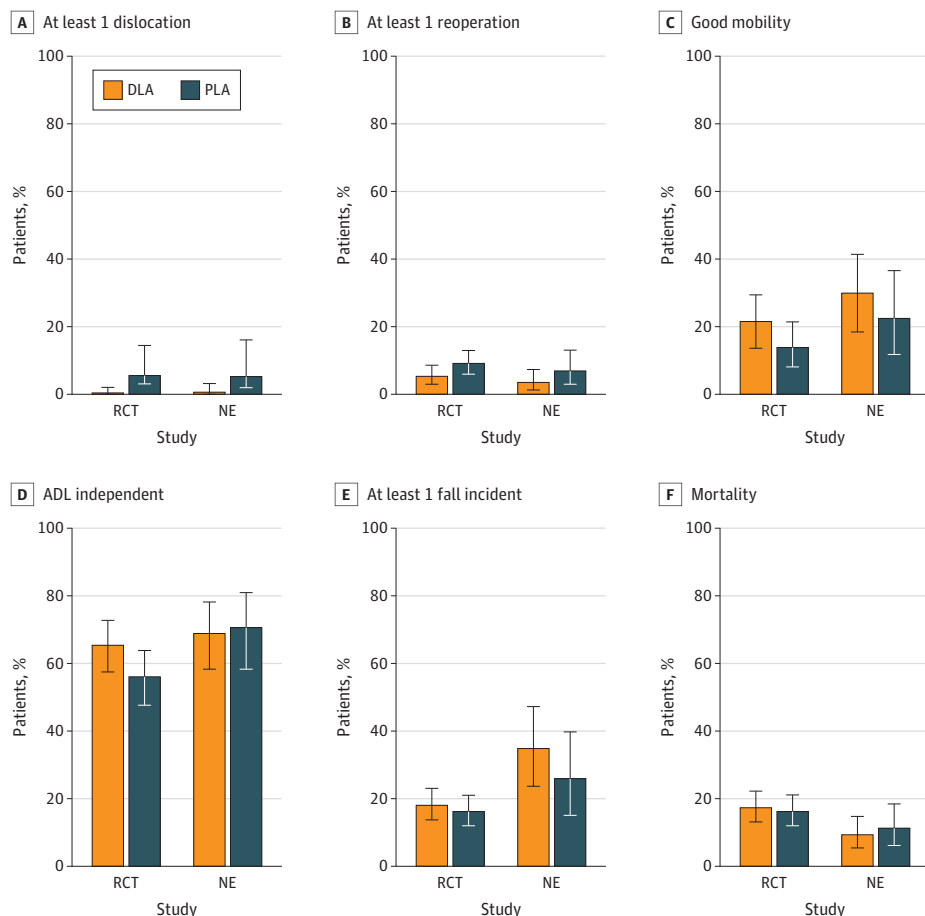 A At least 1 dislocation
100
80
60
40
20
0
Patients, %
DLA PLA
RCT NE
Study
B At least 1 reoperation
100
80
60
40
20
0
Patients, %
RCT NE
Study
C Good mobility
100
80
60
40
20
0
Patients, %
RCT NE
Study
D ADL independent
100
80
60
40
20
0
Patients, %
RCT NE
Study
E At least 1 fall incident
100
80
60
40
20
0
Patients, %
RCT NE
Study
F Mortality
100
80
60
40
20
0
Patients, %
RCT NE
Study